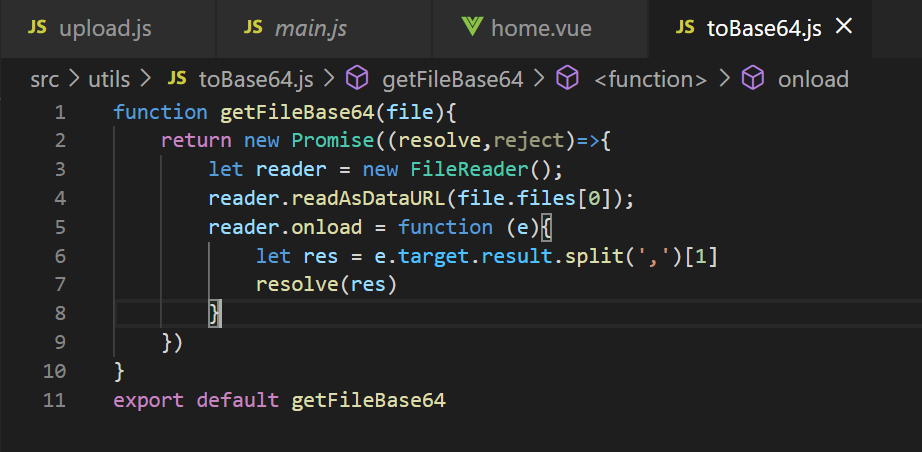 JS upload.js JS main.js home.vue JS toBase64.js ×
src > utils > JS toBase64.js > getFileBase64 > <function> > onload
1 function getFileBase64(file){
2     return new Promise((resolve,reject)=>{
3         let reader = new FileReader();
4         reader.readAsDataURL(file.files[0]);
5         reader.onload = function (e){
6             let res = e.target.result.split(',')[1]
7             resolve(res)
8         }
9     })
10 }
11 export default getFileBase64